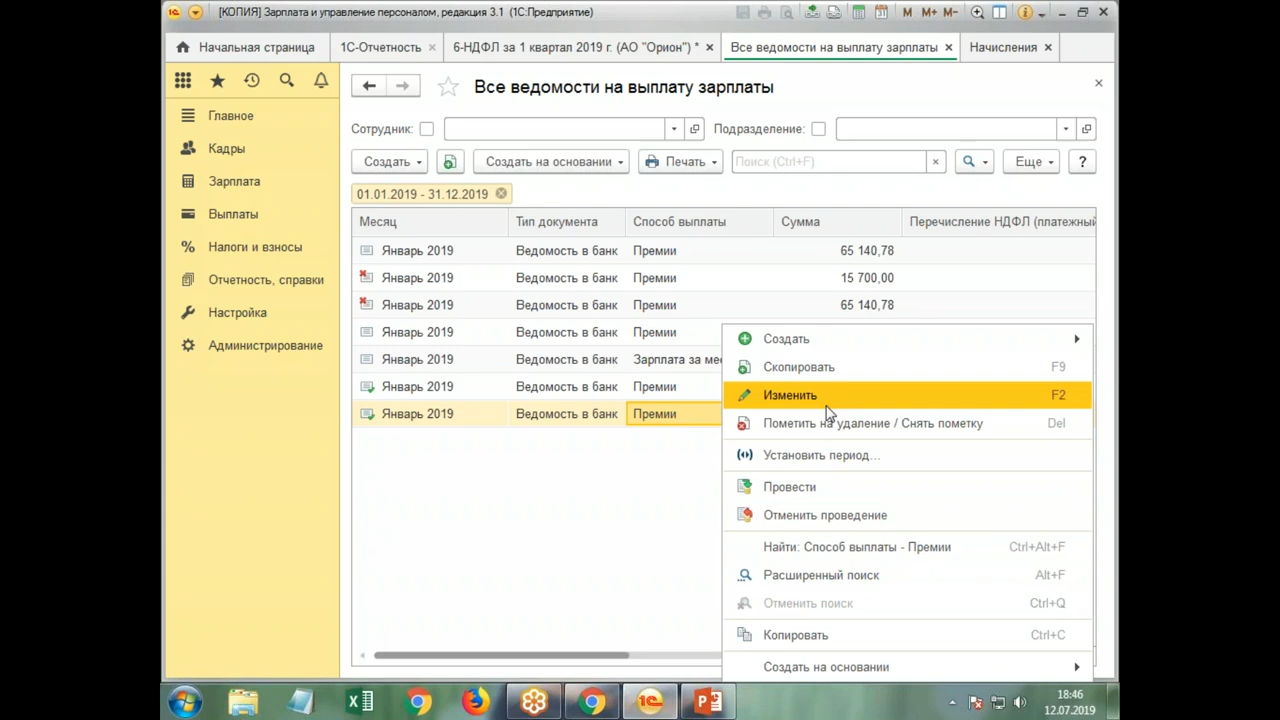 [КОПИЯ] Зарплата и управление персоналом, редакция 3.1 (1С:Предприятие)
M M+ M-
Начальная страница
1С-Отчетность ×
6-НДФЛ за 1 квартал 2019 г. (АО "Орион") * ×
Все ведомости на выплату зарплаты ×
Начисления ×
Главное
Кадры
Зарплата
Выплаты
Налоги и взносы
Отчетность, справки
Настройка
Администрирование
Все ведомости на выплату зарплаты
Сотрудник:
Подразделение:
Создать
Создать на основании
Печать
Поиск (Ctrl+F)
Еще
?
01.01.2019 - 31.12.2019
Месяц Тип документа Способ выплаты Сумма Перечисление НДФЛ (платежный
Январь 2019 Ведомость в банк Премии 65 140,78
Январь 2019 Ведомость в банк Премии 15 700,00
Январь 2019 Ведомость в банк Премии 65 140,78
Январь 2019 Ведомость в банк Премии
Январь 2019 Ведомость в банк Зарплата за мес
Январь 2019 Ведомость в банк Премии
Январь 2019 Ведомость в банк Премии
Создать
Скопировать F9
Изменить F2
Пометить на удаление / Снять пометку Del
Установить период...
Провести
Отменить проведение
Найти: Способ выплаты - Премии Ctrl+Alt+F
Расширенный поиск Alt+F
Отменить поиск Ctrl+Q
Копировать Ctrl+C
Создать на основании
18:46
12.07.2019